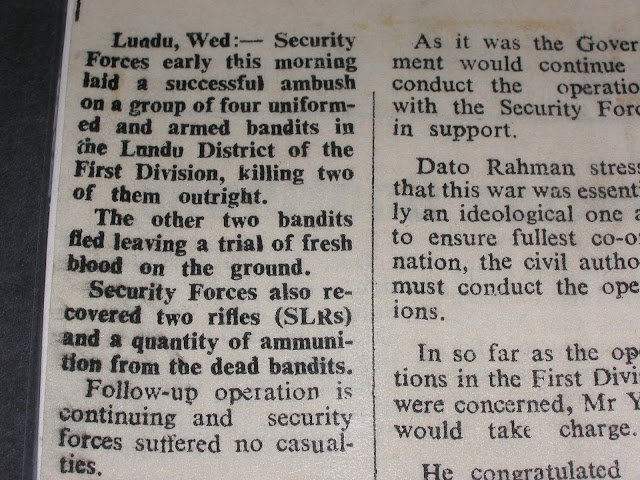 Lundu, Wed:— Security
Forces early this morning
laid a successful ambush
on a group of four uniform-
ed and armed bandits in
the Lundu District of the
First Division, killing two
of them outright.
The other two bandits
fled leaving a trial of fresh
blood on the ground.
Security Forces also re-
covered two rifles (SLRs)
and a quantity of ammuni-
tion from the dead bandits.
Follow-up operation is
continuing and security
forces suffered no casual-
ties.
As it was the Gover
ment would continue
conduct the operatio
with the Security Forc
in support.
Dato Rahman stress
that this war was essenti
ly an ideological one a
to ensure fullest co-o
nation, the civil autho
must conduct the ope
ions.
In so far as the op
tions in the First Divi
were concerned, Mr Y
would take charge.
He congratulated